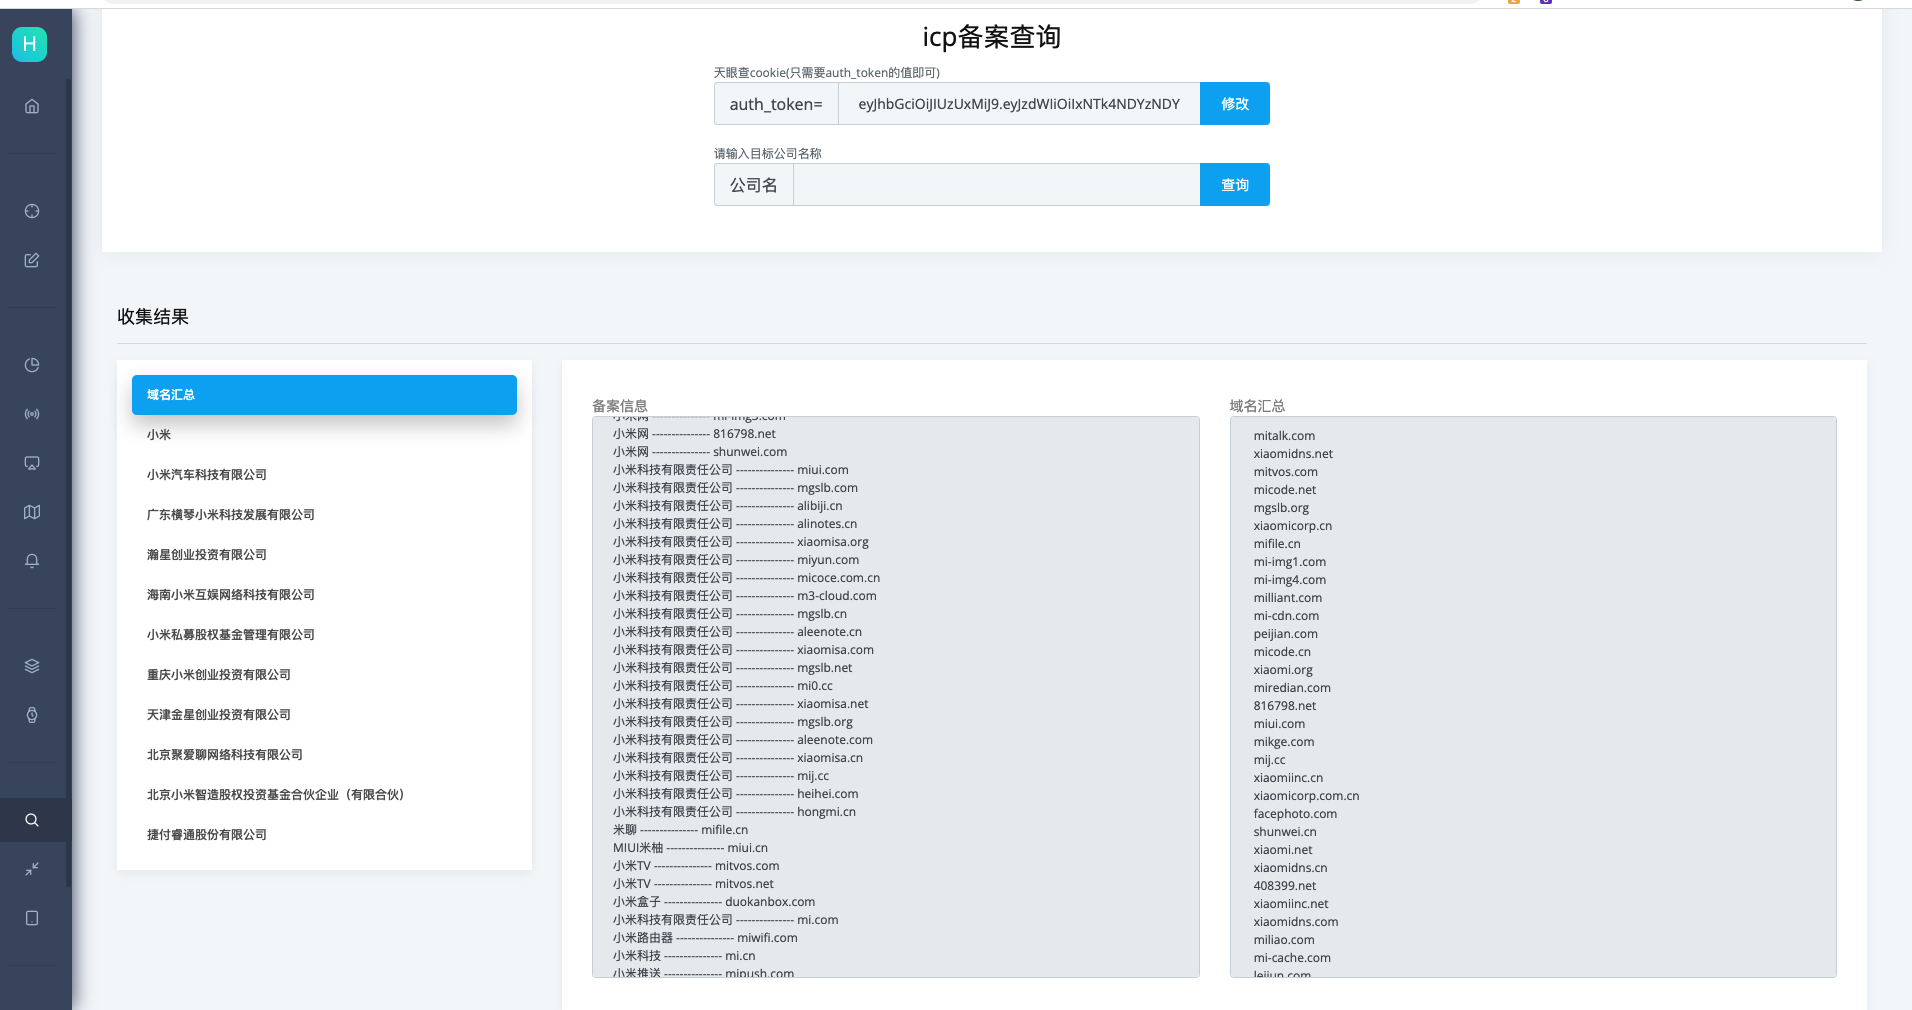 H
icp备案查询
天眼查cookie(只需要auth_token的值即可)
auth_token=
eyJhbGciOiJIUzUxMiJ9.eyJzdWIiOiIxNTk4NDYzNDY
修改
请输入目标公司名称
公司名
查询
收集结果
域名汇总
小米
小米汽车科技有限公司
广东横琴小米科技发展有限公司
瀚星创业投资有限公司
海南小米互娱网络科技有限公司
小米私募股权基金管理有限公司
重庆小米创业投资有限公司
天津金星创业投资有限公司
北京聚爱聊网络科技有限公司
北京小米智造股权投资基金合伙企业（有限合伙）
捷付睿通股份有限公司
备案信息
小米网 --------------- mi-img3.com
小米网 --------------- 816798.net
小米网 --------------- shunwei.com
小米科技有限责任公司 --------------- miui.com
小米科技有限责任公司 --------------- mgslb.com
小米科技有限责任公司 --------------- alibiji.cn
小米科技有限责任公司 --------------- alinotes.cn
小米科技有限责任公司 --------------- xiaomisa.org
小米科技有限责任公司 --------------- miyun.com
小米科技有限责任公司 --------------- micoce.com.cn
小米科技有限责任公司 --------------- m3-cloud.com
小米科技有限责任公司 --------------- mgslb.cn
小米科技有限责任公司 --------------- aleenote.cn
小米科技有限责任公司 --------------- xiaomisa.com
小米科技有限责任公司 --------------- mgslb.net
小米科技有限责任公司 --------------- mi0.cc
小米科技有限责任公司 --------------- xiaomisa.net
小米科技有限责任公司 --------------- mgslb.org
小米科技有限责任公司 --------------- aleenote.com
小米科技有限责任公司 --------------- xiaomisa.cn
小米科技有限责任公司 --------------- mij.cc
小米科技有限责任公司 --------------- heihei.com
小米科技有限责任公司 --------------- hongmi.cn
米聊 --------------- mifile.cn
MIUI米柚 --------------- miui.cn
小米TV --------------- mitvos.com
小米TV --------------- mitvos.net
小米盒子 --------------- duokanbox.com
小米科技有限责任公司 --------------- mi.com
小米路由器 --------------- miwifi.com
小米科技 --------------- mi.cn
小米推送 --------------- mipush.com
域名汇总
mitalk.com
xiaomidns.net
mitvos.com
micode.net
mgslb.org
xiaomicorp.cn
mifile.cn
mi-img1.com
mi-img4.com
milliant.com
mi-cdn.com
peijian.com
micode.cn
xiaomi.org
miredian.com
816798.net
miui.com
mikge.com
mij.cc
xiaomiinc.cn
xiaomicorp.com.cn
facephoto.com
shunwei.cn
xiaomi.net
xiaomidns.cn
408399.net
xiaomiinc.net
xiaomidns.com
miliao.com
mi-cache.com
leijun.com